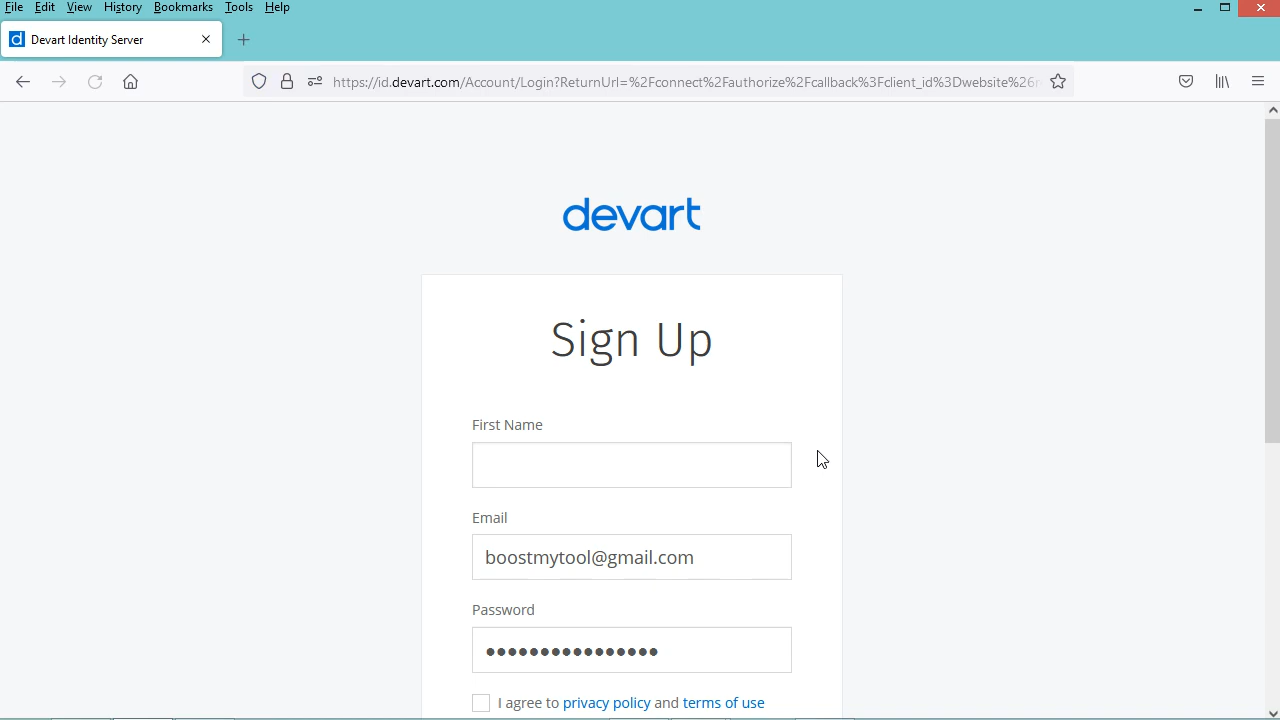 File Edit View History Bookmarks Tools Help
Devart Identity Server
https://id.devart.com/Account/Login?ReturnUrl=%2Fconnect%2Fauthorize%2Fcallback%3Fclient_id%3Dwebsite%26r
devart
Sign Up
First Name
Email
boostmytool@gmail.com
Password
I agree to privacy policy and terms of use